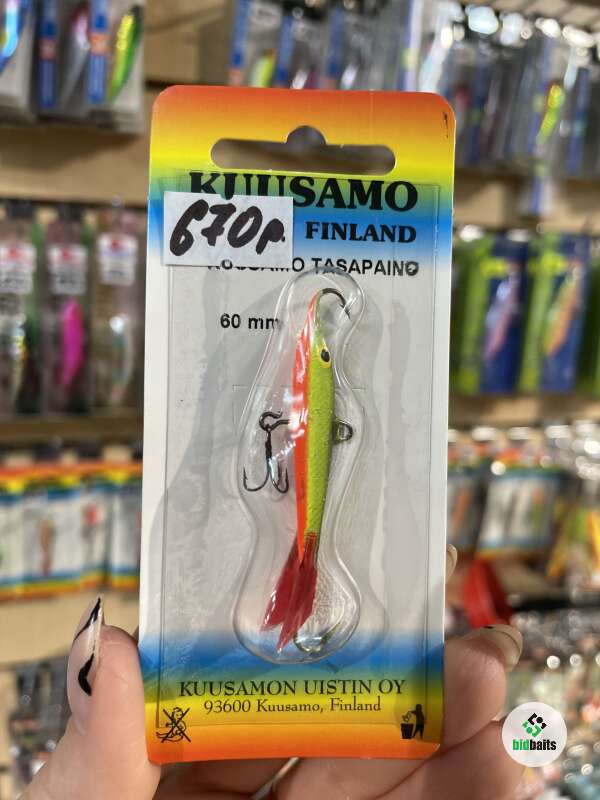 KUUSAMO
670р.
FINLAND
KUUSAMO TASAPAINO
60 mm
KUUSAMON UISTIN OY
93600 Kuusamo, Finland
bidbaits